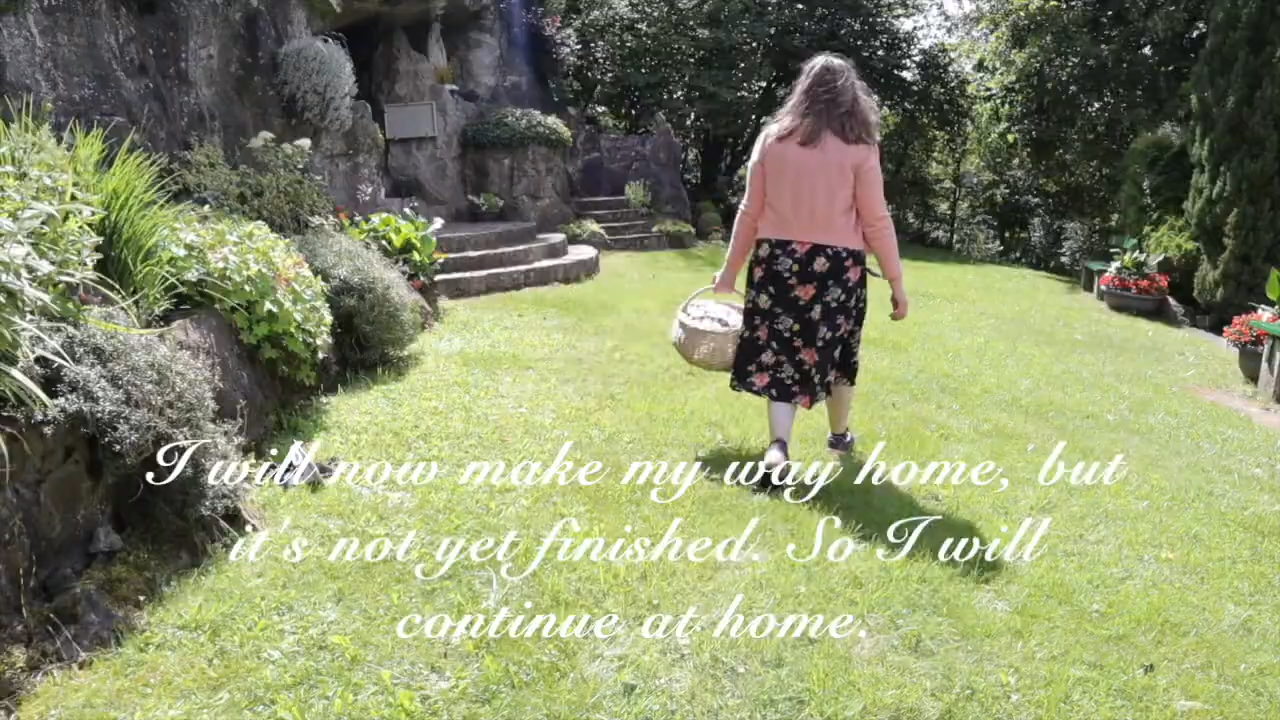 I will now make my way home, but
it's not yet finished. So I will
continue at home.